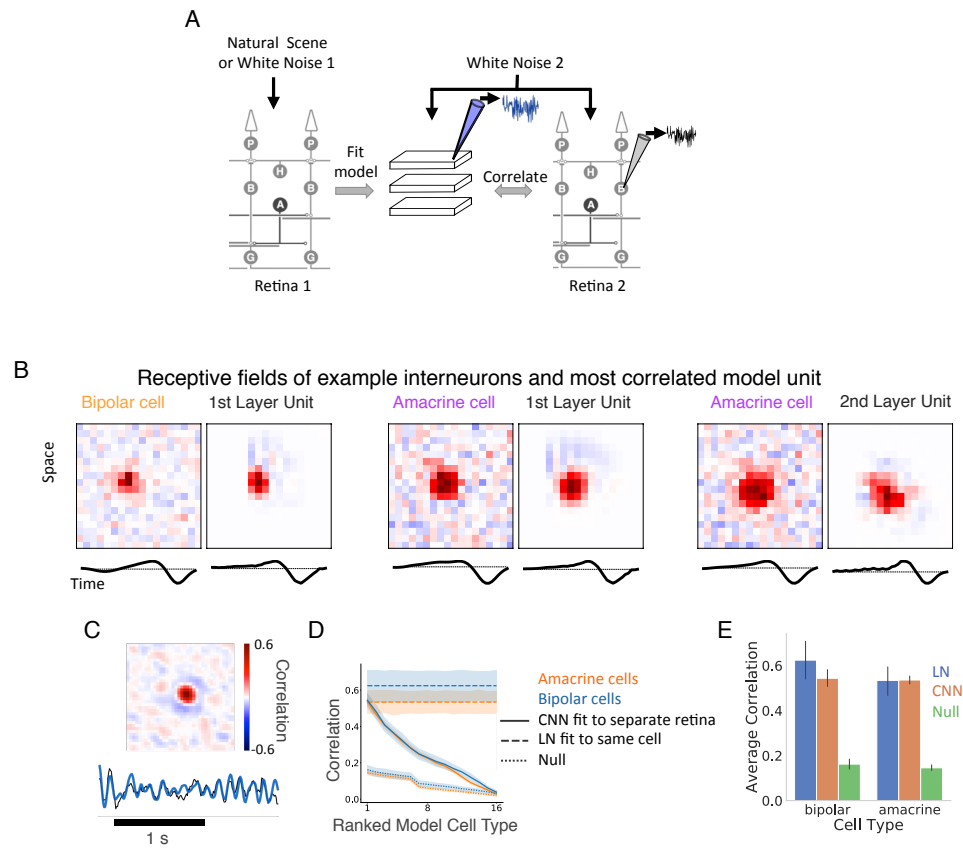 A
Natural Scene
or White Noise 1
White Noise 2
P
P
H
B
B
A
G
G
Fit
model
Correlate
P
P
H
B
B
A
G
G
Retina 1
Retina 2
B
Receptive fields of example interneurons and most correlated model unit
Bipolar cell
1st Layer Unit
Amacrine cell
1st Layer Unit
Amacrine cell
2nd Layer Unit
Space
Time
C
0.6
Correlation
-0.6
1 s
D
Correlation
0.6
0.4
0.2
0.0
1
8
16
Ranked Model Cell Type
Amacrine cells
Bipolar cells
CNN fit to separate retina
LN fit to same cell
Null
E
Average Correlation
0.6
0.4
0.2
0.0
bipolar
amacrine
Cell Type
LN
CNN
Null